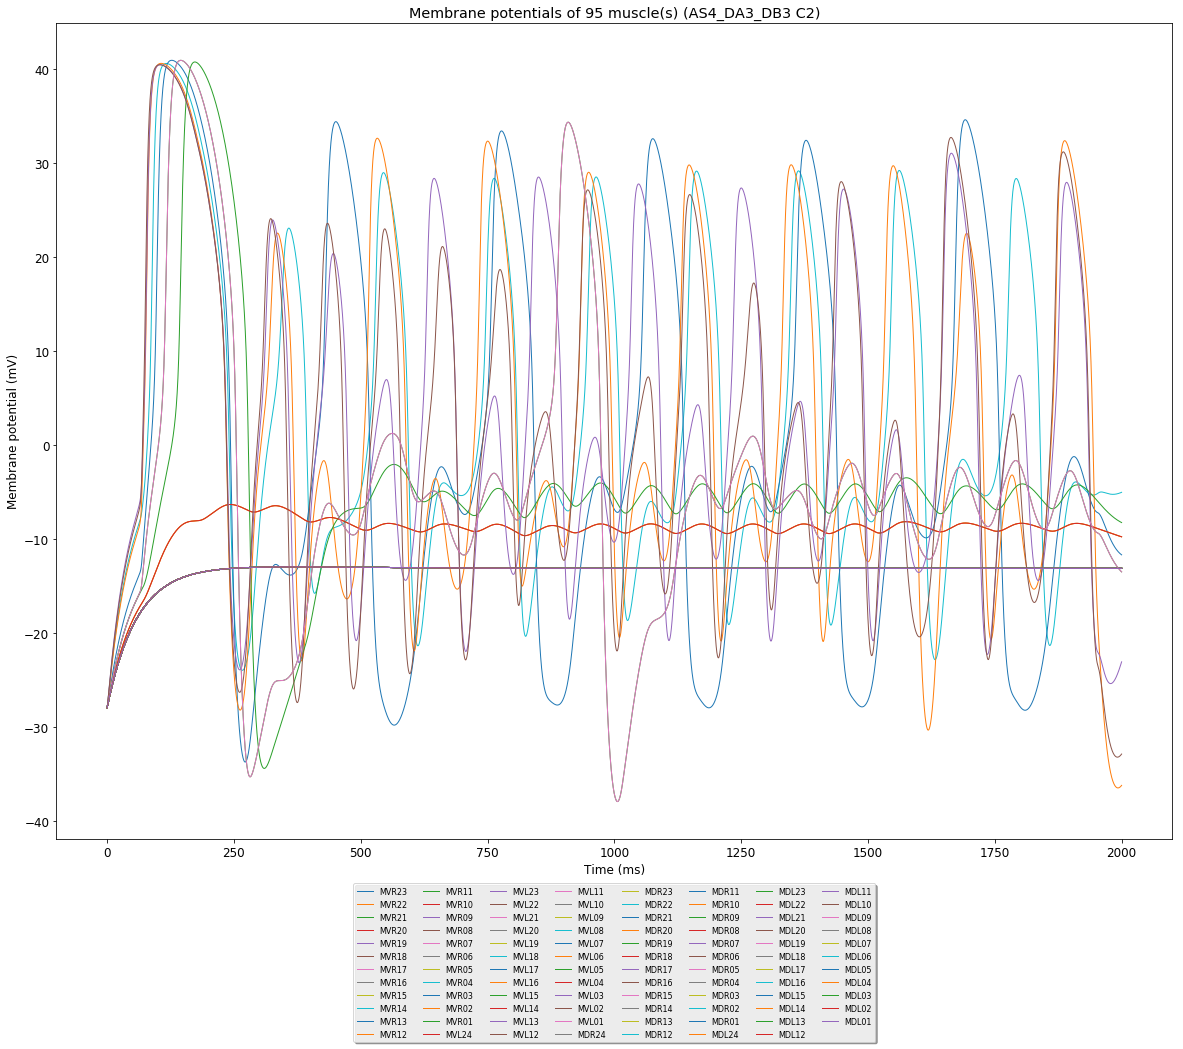 Membrane potentials of 95 muscle(s) (AS4_DA3_DB3 C2)
Membrane potential (mV)
40
30
20
10
0
−10
−20
−30
−40
0 250 500 750 1000 1250 1500 1750 2000
Time (ms)
MVR23 MVR11 MVL23 MVL11 MDR23 MDR11 MDL23 MDL11
MVR22 MVR10 MVL22 MVL10 MDR22 MDR10 MDL22 MDL10
MVR21 MVR09 MVL21 MVL09 MDR21 MDR09 MDL21 MDL09
MVR20 MVR08 MVL20 MVL08 MDR20 MDR08 MDL20 MDL08
MVR19 MVR07 MVL19 MVL07 MDR19 MDR07 MDL19 MDL07
MVR18 MVR06 MVL18 MVL06 MDR18 MDR06 MDL18 MDL06
MVR17 MVR05 MVL17 MVL05 MDR17 MDR05 MDL17 MDL05
MVR16 MVR04 MVL16 MVL04 MDR16 MDR04 MDL16 MDL04
MVR15 MVR03 MVL15 MVL03 MDR15 MDR03 MDL15 MDL03
MVR14 MVR02 MVL14 MVL02 MDR14 MDR02 MDL14 MDL02
MVR13 MVR01 MVL13 MVL01 MDR13 MDR01 MDL13 MDL01
MVR12 MVL24 MVL12 MDR24 MDR12 MDL24 MDL12